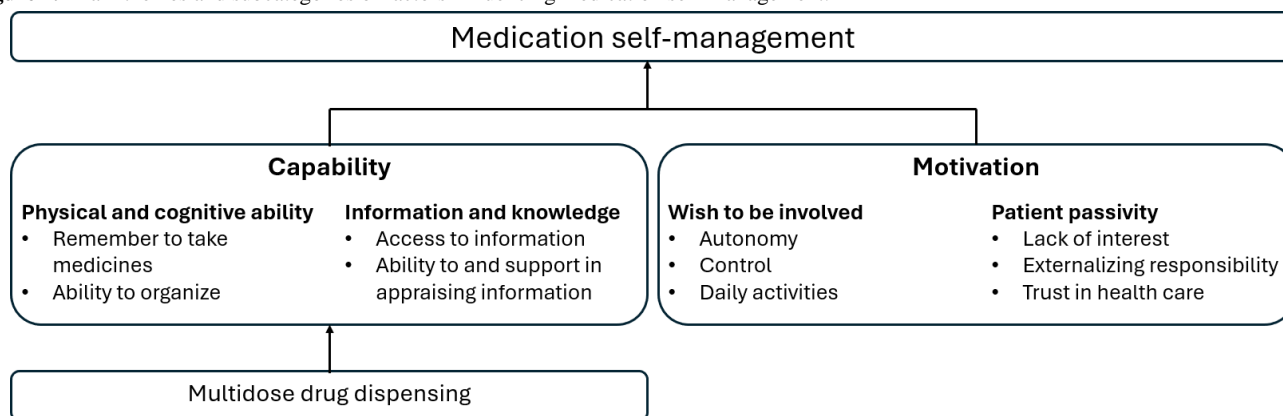 Medication self-management
Capability
Physical and cognitive ability
• Remember to take
medicines
• Ability to organize
Information and knowledge
• Access to information
• Ability to and support in
appraising information
Motivation
Wish to be involved
• Autonomy
• Control
• Daily activities
Patient passivity
• Lack of interest
• Externalizing responsibility
• Trust in health care
Multidose drug dispensing